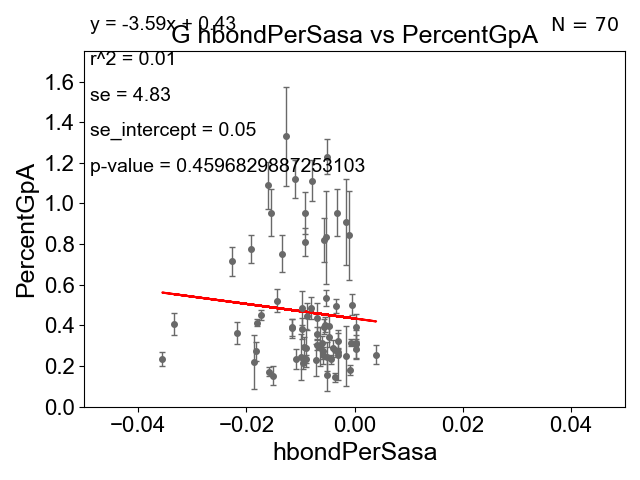 y = -3.59x + 0.43
N = 70
G hbondPerSasa vs PercentGpA
r^2 = 0.01
se = 4.83
se_intercept = 0.05
p-value = 0.4596829887253103
PercentGpA
1.6
1.4
1.2
1.0
0.8
0.6
0.4
0.2
0.0
−0.04 −0.02 0.00 0.02 0.04
hbondPerSasa